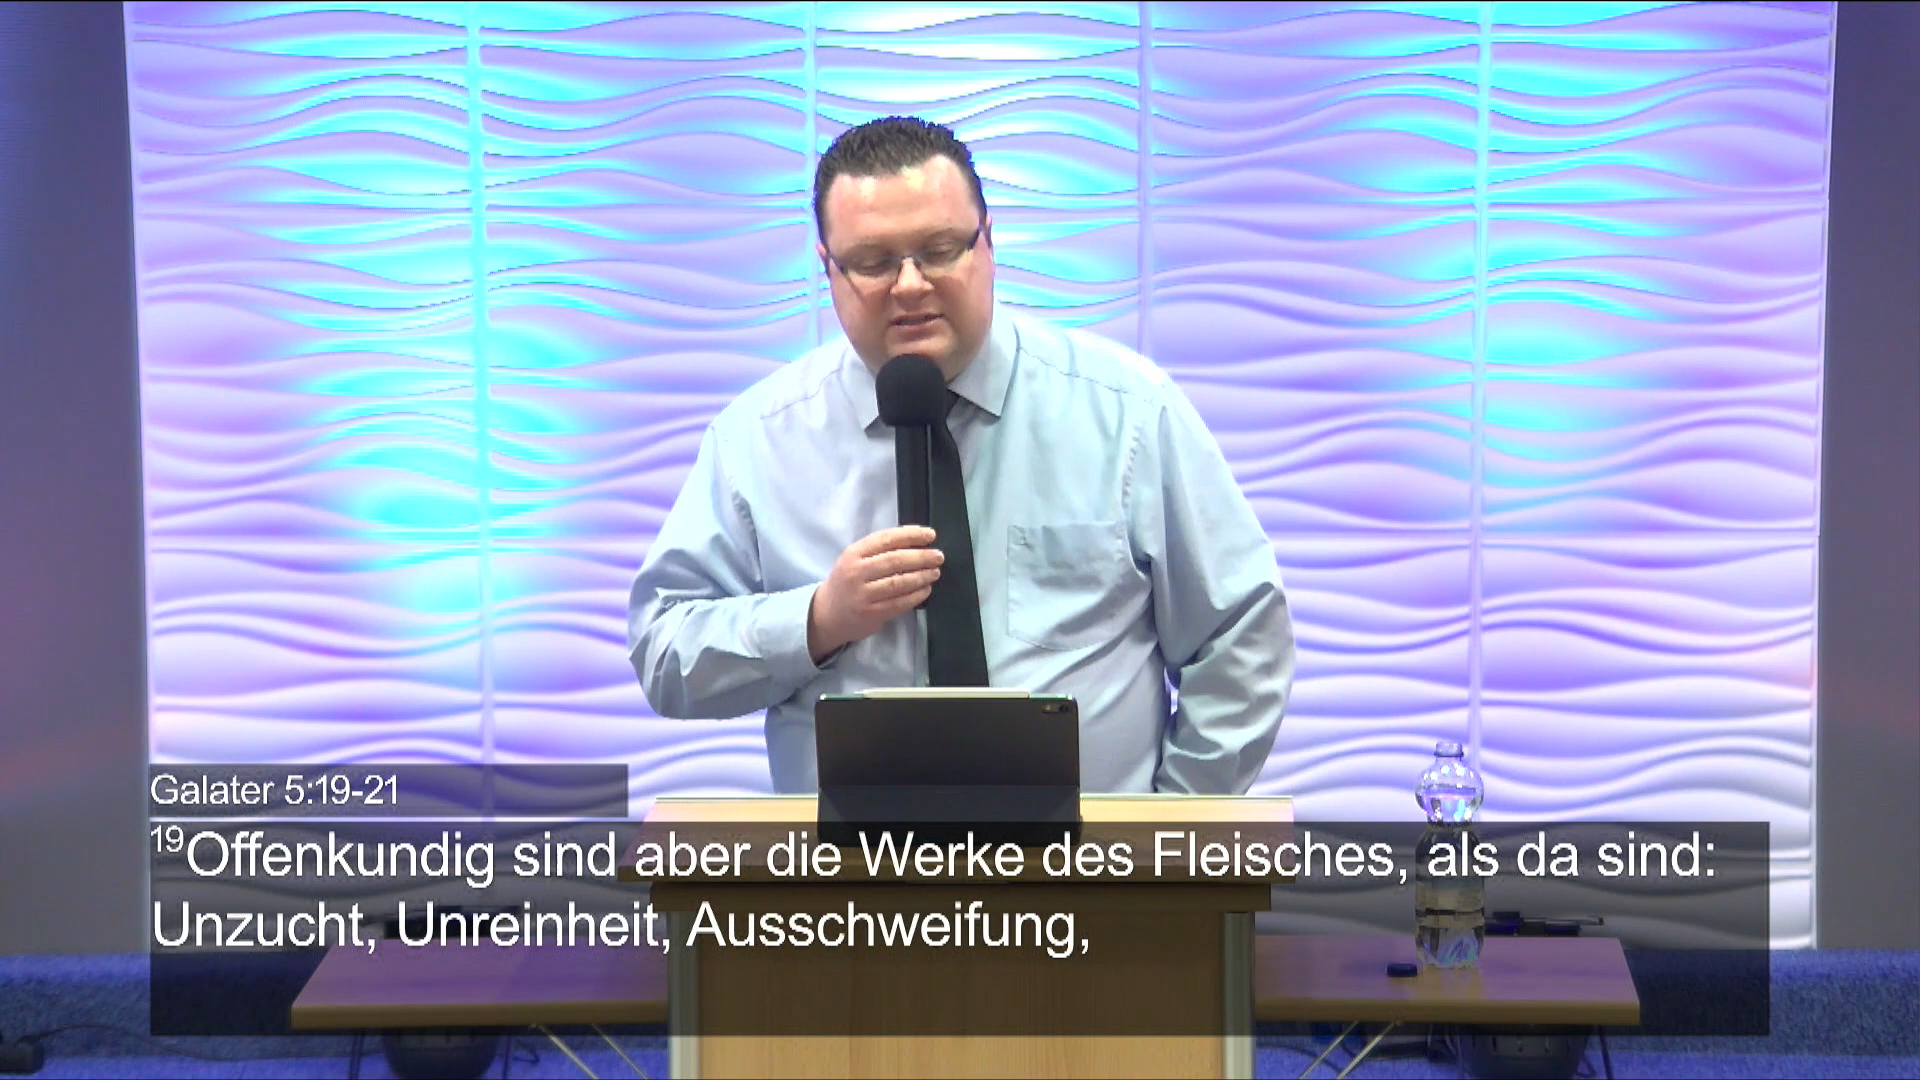 Galater 5:19-21
19Offenkundig sind aber die Werke des Fleisches, als da sind:
Unzucht, Unreinheit, Ausschweifung,